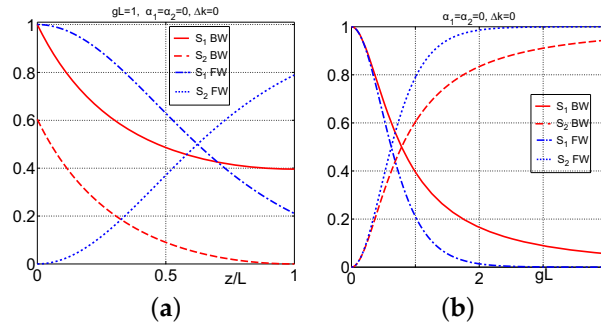 gL=1, α₁=α₂=0, Δk=0
1
0.8
0.6
0.4
0.2
0
0
0.5
1
z/L
S₁ BW
S₂ BW
S₁ FW
S₂ FW
(a)
α₁=α₂=0, Δk=0
1
0.8
0.6
0.4
0.2
0
0
2
gL
S₁ BW
S₂ BW
S₁ FW
S₂ FW
(b)